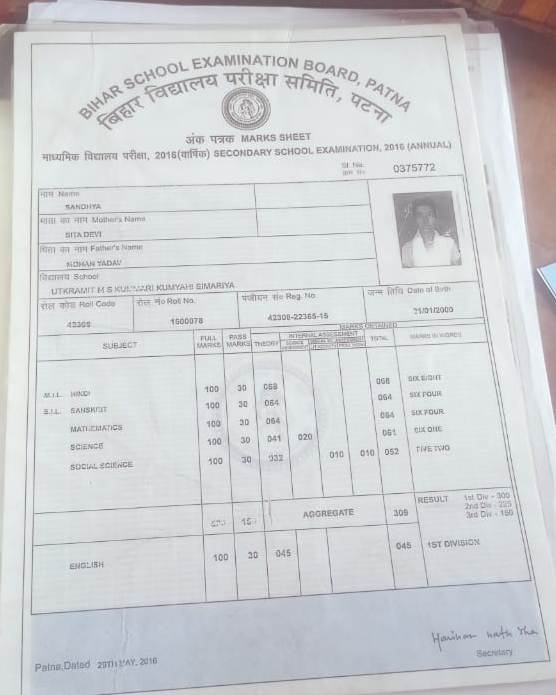 BIHAR SCHOOL EXAMINATION BOARD, PATNA
बिहार विद्यालय परीक्षा समिति, पटना
अंक पत्रक MARKS SHEET
माध्यमिक विद्यालय परीक्षा, 2016(वार्षिक) SECONDARY SCHOOL EXAMINATION, 2016 (ANNUAL)
Sl. No.
0375772
नाम Name
SANDHYA
माता का नाम Mother's Name
SITA DEVI
पिता का नाम Father's Name
MOHAN YADAV
विद्यालय School
UTKRAMIT M S KUMYAHI SIMARIYA
रोल कोड Roll Code रोल नं० Roll No. पंजीयन सं० Reg. No जन्म तिथि Date of Birth
42308 1600078 42308-22365-15 21/01/2000
MARKS OBTAINED
SUBJECT FULL MARKS PASS MARKS THEORY INTERNAL ASSESSMENT TOTAL MARKS IN WORDS
M.I.L. HINDI 100 30 068 068 SIX EIGHT
S.I.L. SANSKRIT 100 30 064 064 SIX FOUR
MATHEMATICS 100 30 064 064 SIX FOUR
SCIENCE 100 30 041 020 061 SIX ONE
SOCIAL SCIENCE 100 30 032 010 010 052 FIVE TWO
AGGREGATE 309 RESULT 1st Div - 300
2nd Div - 225
3rd Div - 150
ENGLISH 100 30 045 045 1ST DIVISION
Patna, Dated 29TH MAY, 2016
Secretary